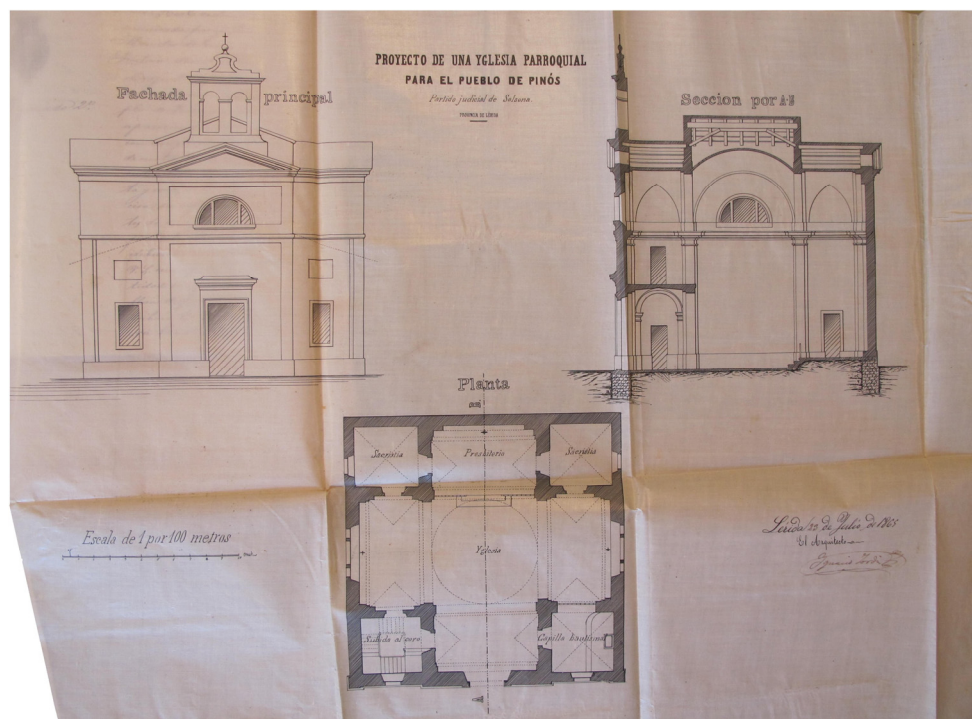 PROYECTO DE UNA YGLESIA PARROQUIAL
PARA EL PUEBLO DE PINÓS
Partido judicial de Solsona.
PROVINCIA DE LÉRIDA
Fachada principal
Seccion por A-B
Planta
Sacristia
Presbiterio
Sacristia
Yglesia
Subida al coro
Capilla bautismal
A
Escala de 1 por 100 metros
Lérida 23 de Julio de 1865
El Arquitecto